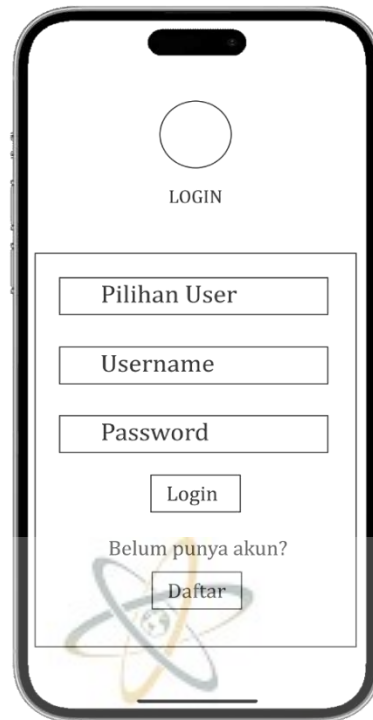 LOGIN
Pilihan User
Username
Password
Login
Belum punya akun?
Daftar